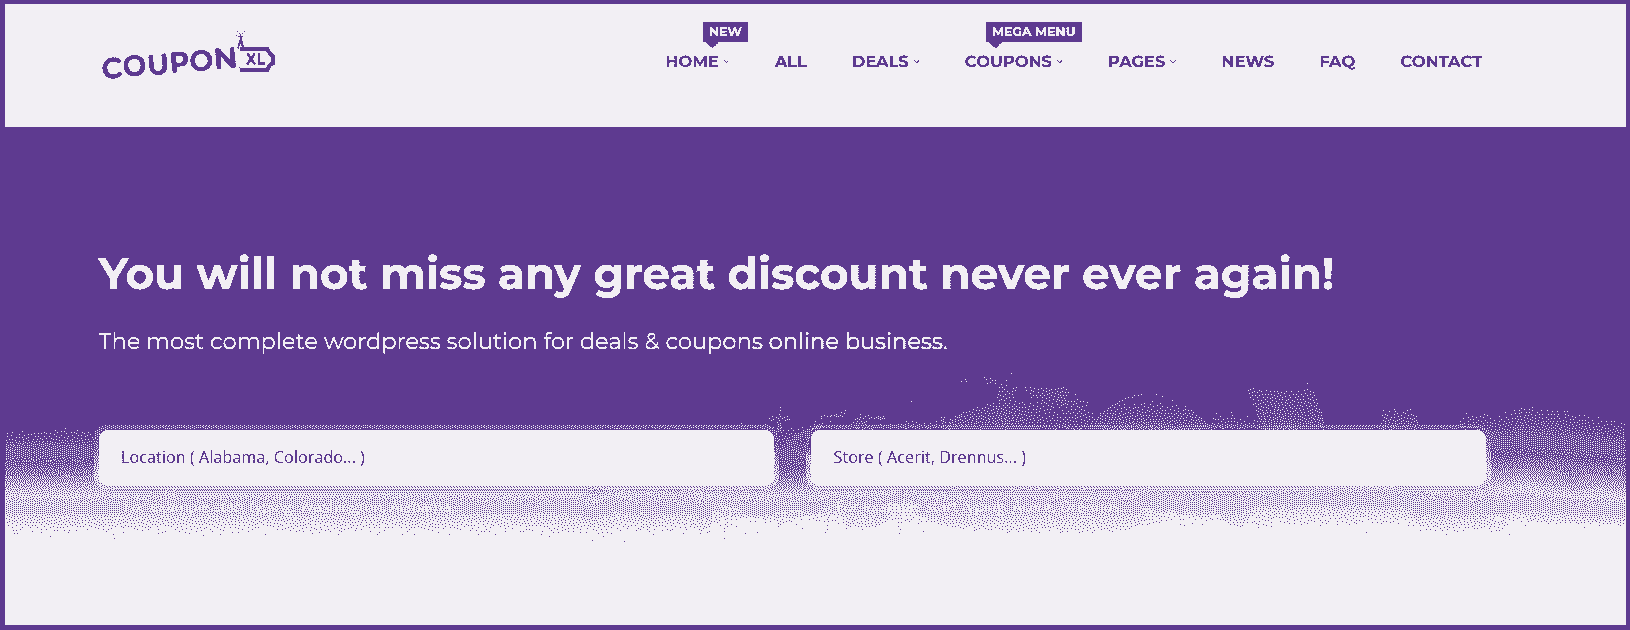 COUPON XL
NEW
MEGA MENU
HOME ALL DEALS COUPONS PAGES NEWS FAQ CONTACT
You will not miss any great discount never ever again!
The most complete wordpress solution for deals & coupons online business.
Location ( Alabama, Colorado... )
Store ( Acerit, Drennus... )